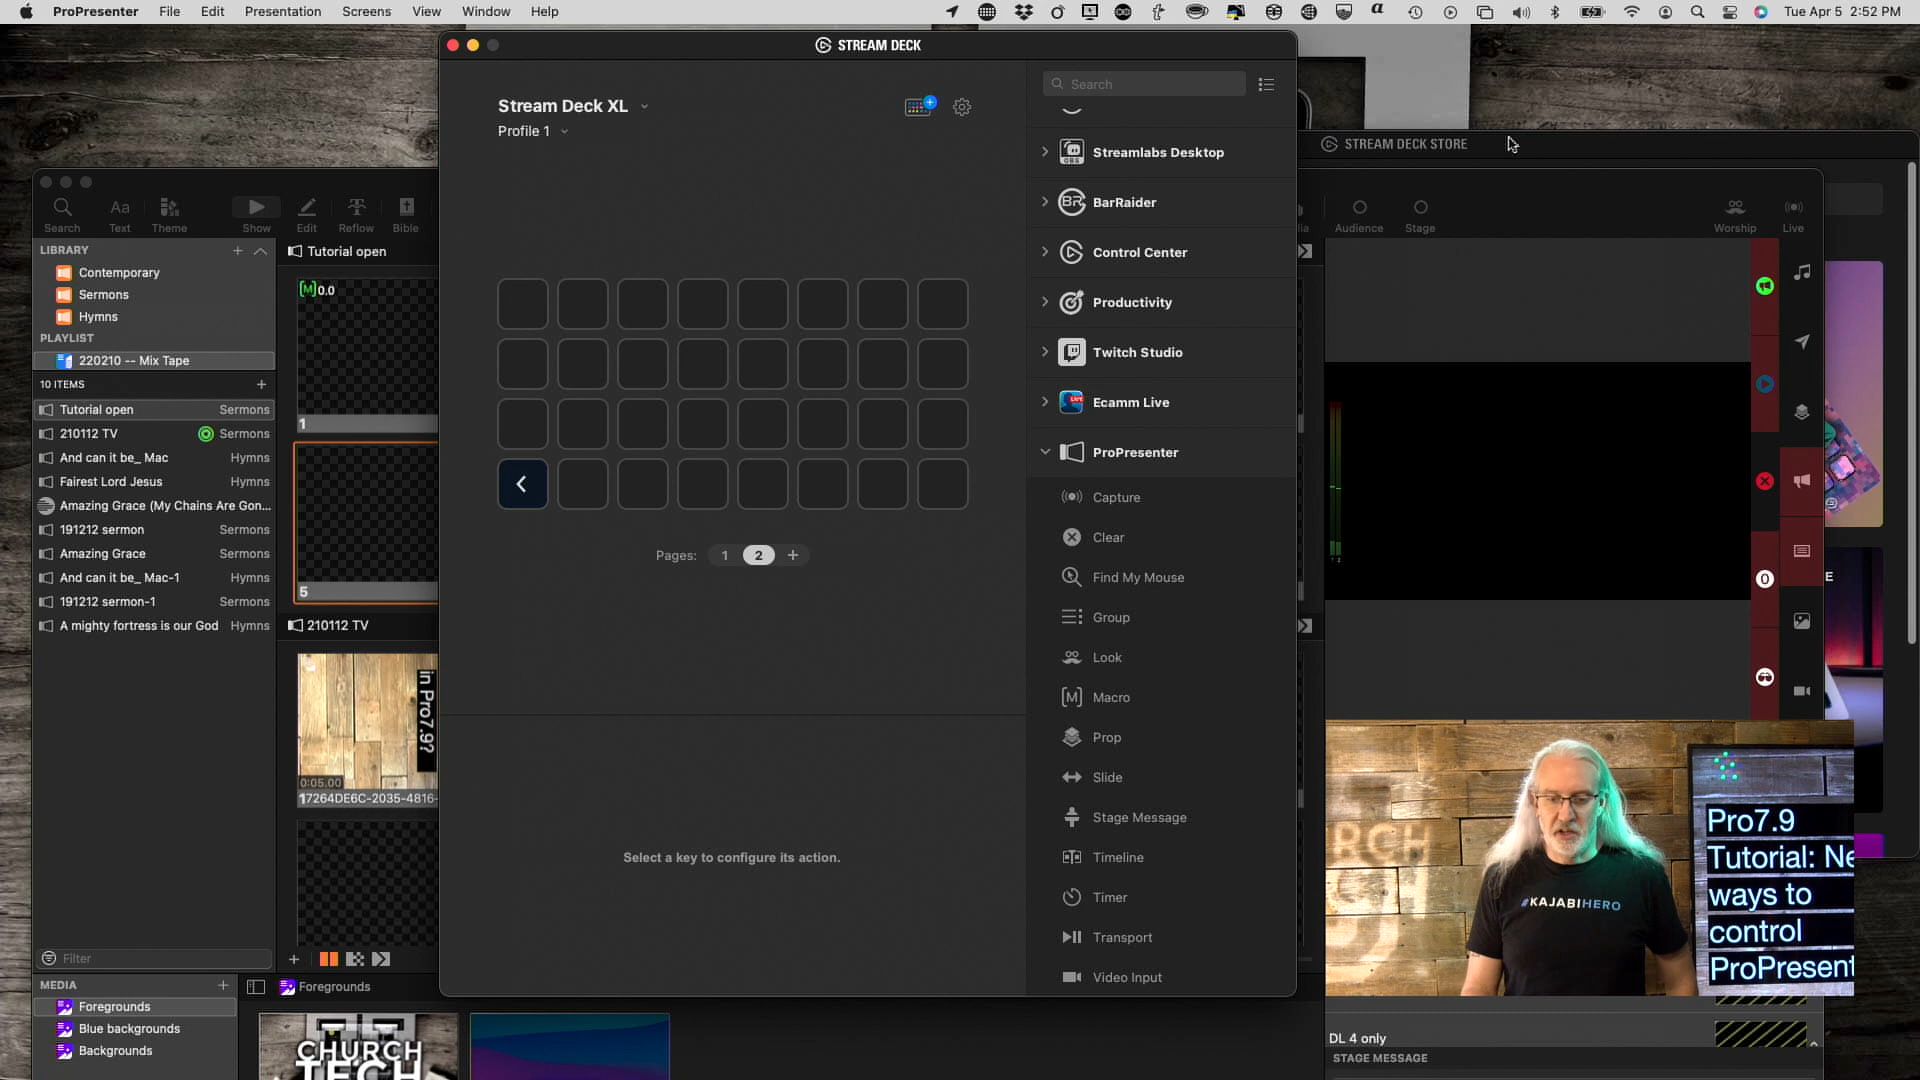 ProPresenter File Edit Presentation Screens View Window Help
Tue Apr 5 2:52 PM
STREAM DECK
Stream Deck XL
Profile 1
Search
Streamlabs Desktop
BarRaider
Control Center
Productivity
Twitch Studio
Ecamm Live
ProPresenter
Capture
Clear
Find My Mouse
Group
Look
Macro
Prop
Slide
Stage Message
Timeline
Timer
Transport
Video Input
Pages: 1 2 +
Select a key to configure its action.
STREAM DECK STORE
Search Text Theme Show Edit Reflow Bible
Audience Stage Worship Live
LIBRARY
Contemporary
Sermons
Hymns
PLAYLIST
220210 -- Mix Tape
10 ITEMS
Tutorial open Sermons
210112 TV Sermons
And can it be_ Mac Hymns
Fairest Lord Jesus Hymns
Amazing Grace (My Chains Are Gon...
191212 sermon Sermons
Amazing Grace Sermons
And can it be_ Mac-1 Hymns
191212 sermon-1 Sermons
A mighty fortress is our God Hymns
Filter
MEDIA
Foregrounds
Blue backgrounds
Backgrounds
Tutorial open
[M] 0.0
1
5
210112 TV
in Pro7.9?
0:05.00
17264DE6C-2035-4816-
Foregrounds
CHURCH
TECH
#KAJABIHERO
Pro7.9
Tutorial: Ne
ways to
control
ProPresent
DL 4 only
STAGE MESSAGE